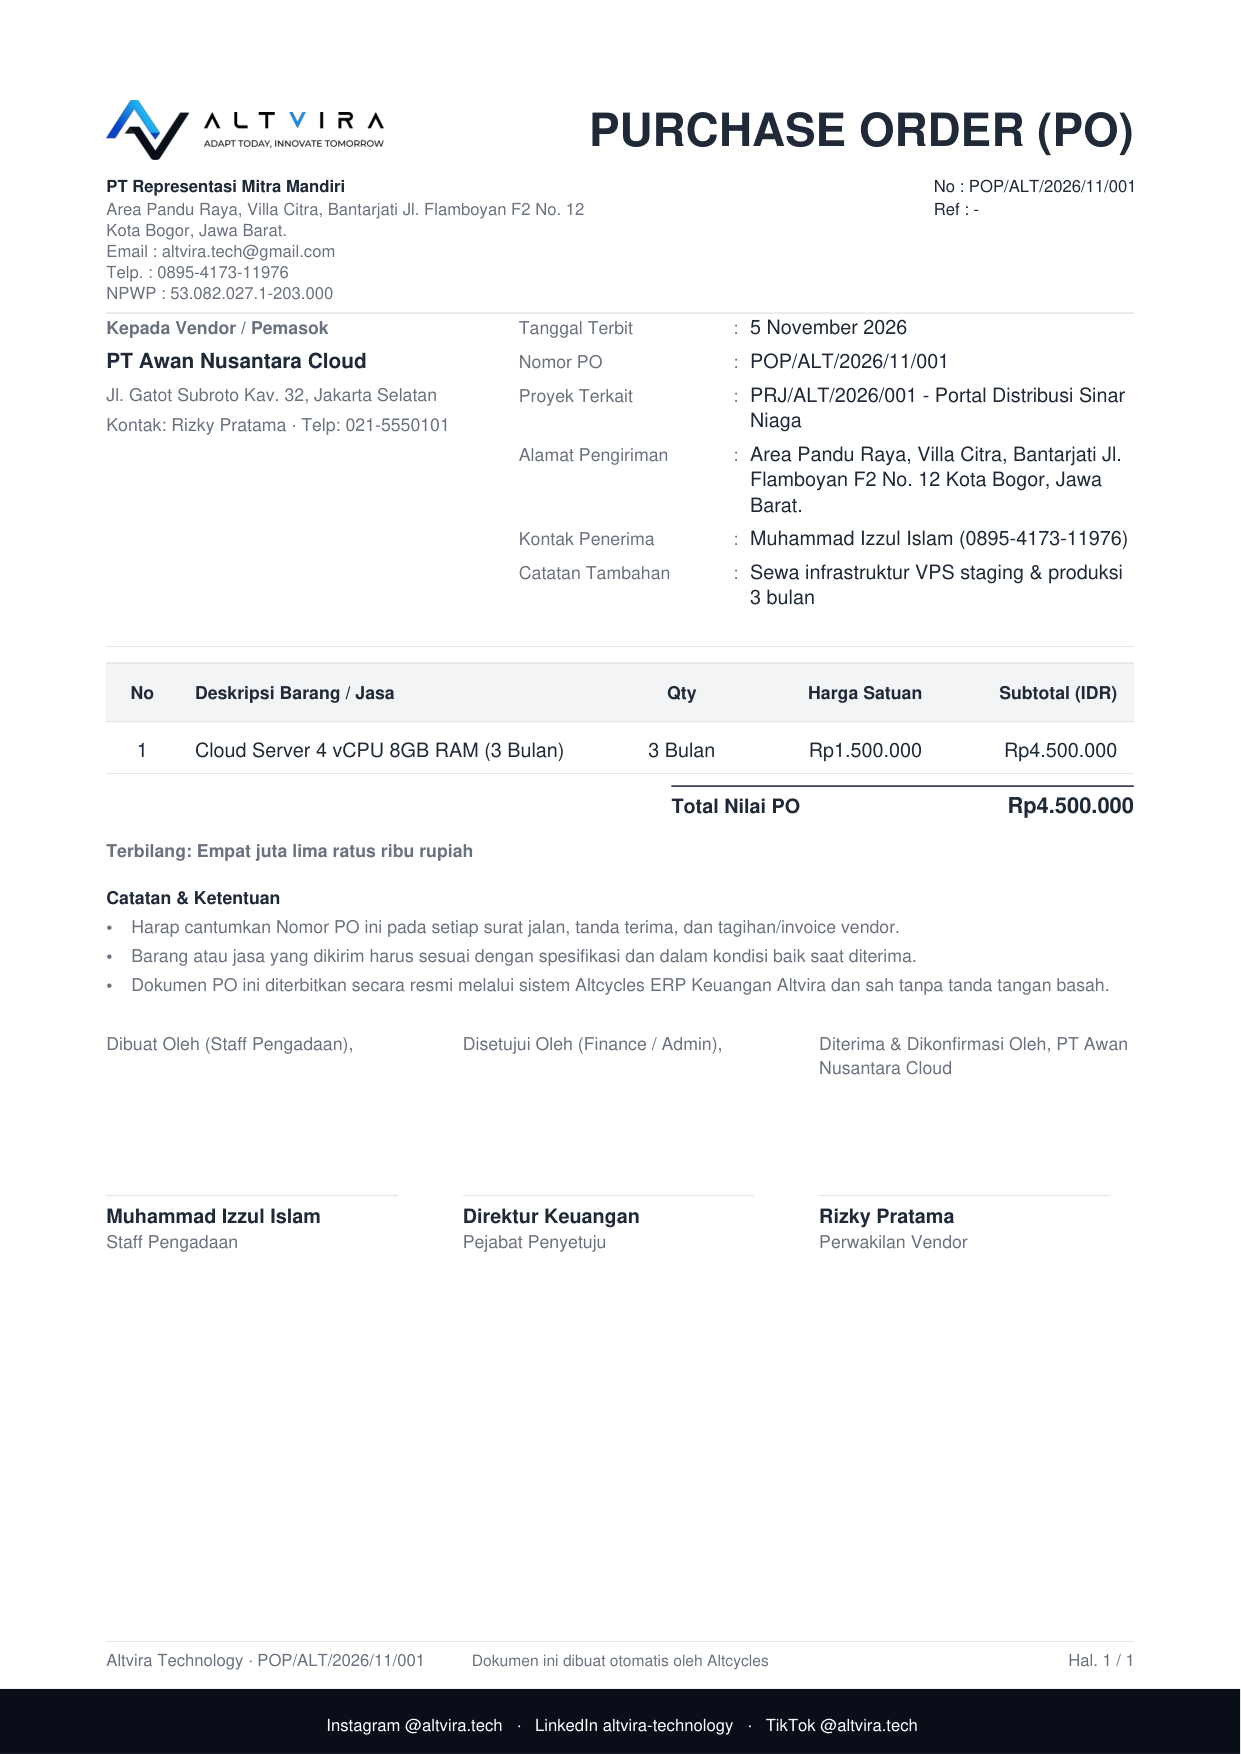 ALTVIRA
ADAPT TODAY, INNOVATE TOMORROW
PURCHASE ORDER (PO)
PT Representasi Mitra Mandiri
Area Pandu Raya, Villa Citra, Bantarjati Jl. Flamboyan F2 No. 12
Kota Bogor, Jawa Barat.
Email : altvira.tech@gmail.com
Telp. : 0895-4173-11976
NPWP : 53.082.027.1-203.000
No : POP/ALT/2026/11/001
Ref : -
Kepada Vendor / Pemasok
PT Awan Nusantara Cloud
Jl. Gatot Subroto Kav. 32, Jakarta Selatan
Kontak: Rizky Pratama · Telp: 021-5550101
Tanggal Terbit : 5 November 2026
Nomor PO : POP/ALT/2026/11/001
Proyek Terkait : PRJ/ALT/2026/001 - Portal Distribusi Sinar
Niaga
Alamat Pengiriman : Area Pandu Raya, Villa Citra, Bantarjati Jl.
Flamboyan F2 No. 12 Kota Bogor, Jawa
Barat.
Kontak Penerima : Muhammad Izzul Islam (0895-4173-11976)
Catatan Tambahan : Sewa infrastruktur VPS staging & produksi
3 bulan
No Deskripsi Barang / Jasa Qty Harga Satuan Subtotal (IDR)
1 Cloud Server 4 vCPU 8GB RAM (3 Bulan) 3 Bulan Rp1.500.000 Rp4.500.000
Total Nilai PO Rp4.500.000
Terbilang: Empat juta lima ratus ribu rupiah
Catatan & Ketentuan
• Harap cantumkan Nomor PO ini pada setiap surat jalan, tanda terima, dan tagihan/invoice vendor.
• Barang atau jasa yang dikirim harus sesuai dengan spesifikasi dan dalam kondisi baik saat diterima.
• Dokumen PO ini diterbitkan secara resmi melalui sistem Altcycles ERP Keuangan Altvira dan sah tanpa tanda tangan basah.
Dibuat Oleh (Staff Pengadaan),
Disetujui Oleh (Finance / Admin),
Diterima & Dikonfirmasi Oleh, PT Awan
Nusantara Cloud
Muhammad Izzul Islam
Staff Pengadaan
Direktur Keuangan
Pejabat Penyetuju
Rizky Pratama
Perwakilan Vendor
Altvira Technology · POP/ALT/2026/11/001 Dokumen ini dibuat otomatis oleh Altcycles Hal. 1 / 1
Instagram @altvira.tech · LinkedIn altvira-technology · TikTok @altvira.tech